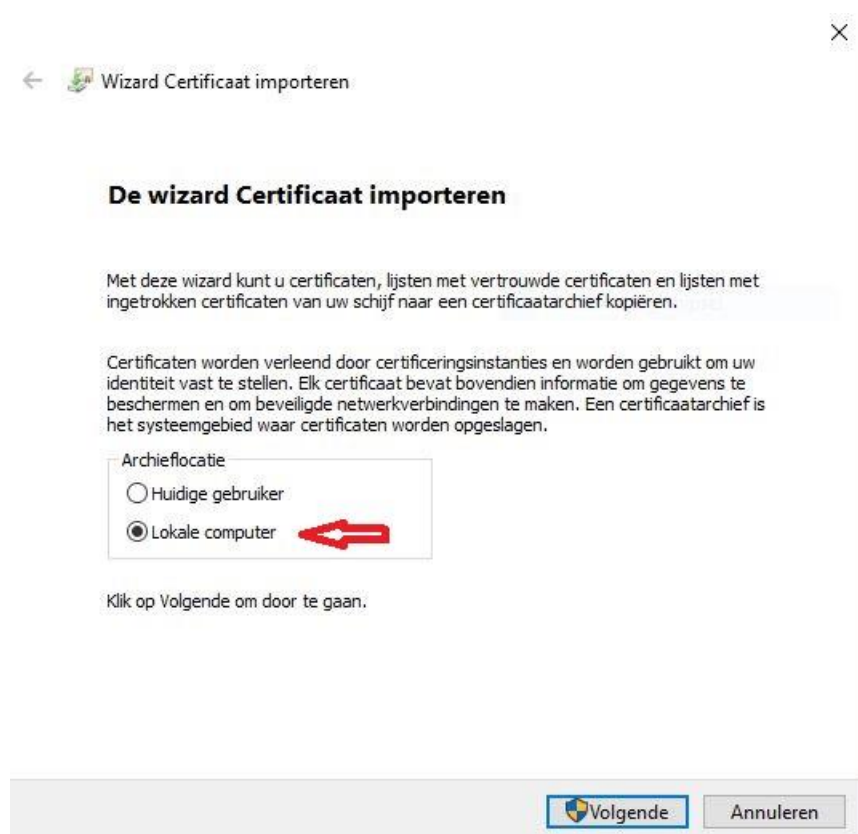 Wizard Certificaat importeren
De wizard Certificaat importeren
Met deze wizard kunt u certificaten, lijsten met vertrouwde certificaten en lijsten met
ingetrokken certificaten van uw schijf naar een certificaatarchief kopiëren.
Certificaten worden verleend door certificeringsinstanties en worden gebruikt om uw
identiteit vast te stellen. Elk certificaat bevat bovendien informatie om gegevens te
beschermen en om beveiligde netwerkverbindingen te maken. Een certificaatarchief is
het systeemgebied waar certificaten worden opgeslagen.
Archieflocatie
Huidige gebruiker
Lokale computer
Klik op Volgende om door te gaan.
Volgende Annuleren